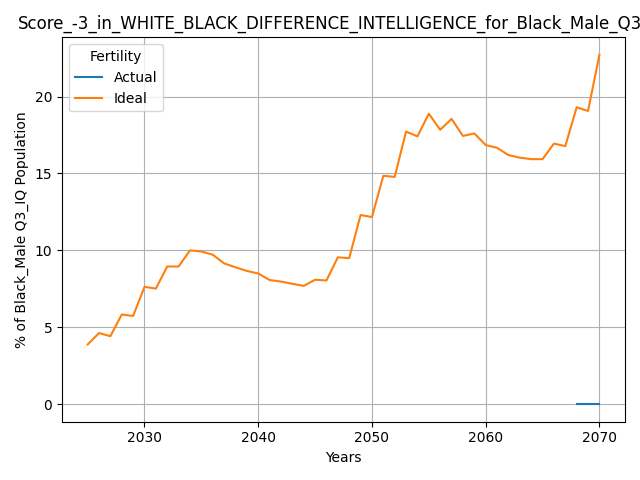 Score_-3_in_WHITE_BLACK_DIFFERENCE_INTELLIGENCE_for_Black_Male_Q3
Fertility
Actual
Ideal
20
15
10
5
0
% of Black_Male Q3_IQ Population
2030
2040
2050
2060
2070
Years